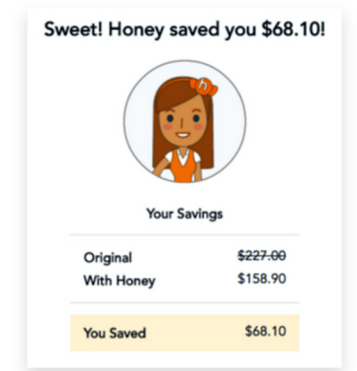 Sweet! Honey saved you $68.10!
h
Your Savings
Original $227.00
With Honey $158.90
You Saved $68.10